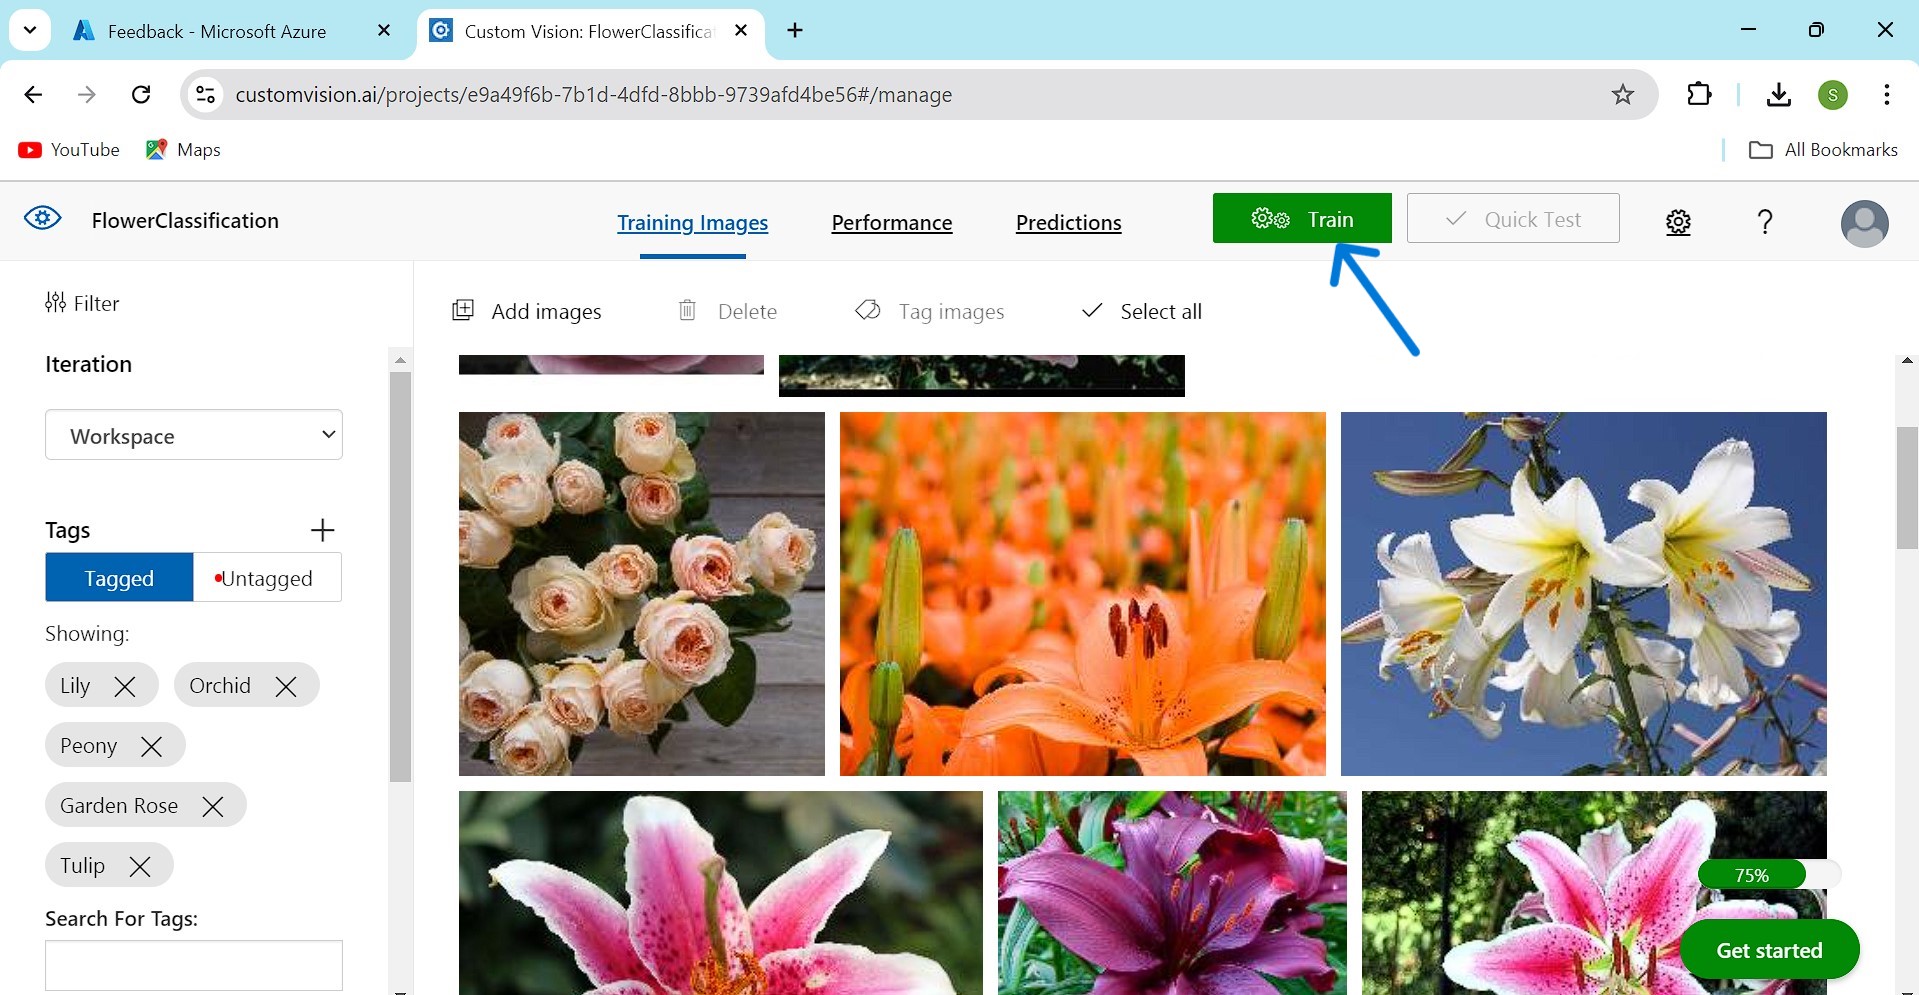 Feedback - Microsoft Azure
Custom Vision: FlowerClassifica
customvision.ai/projects/e9a49f6b-7b1d-4dfd-8bbb-9739afd4be56#/manage
S
YouTube
Maps
All Bookmarks
FlowerClassification
Training Images
Performance
Predictions
Train
Quick Test
?
Filter
Add images
Delete
Tag images
Select all
Iteration
Workspace
Tags
Tagged
Untagged
Showing:
Lily
Orchid
Peony
Garden Rose
Tulip
Search For Tags:
75%
Get started